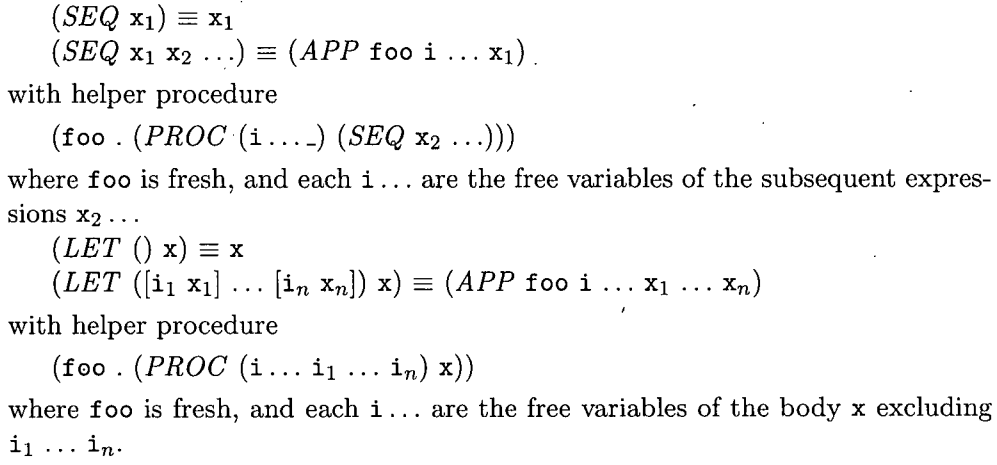 (SEQ x₁) ≡ x₁
(SEQ x₁ x₂ …) ≡ (APP foo i … x₁)
with helper procedure
(foo . (PROC (i … _) (SEQ x₂ …)))
where foo is fresh, and each i … are the free variables of the subsequent expres-
sions x₂ …
(LET () x) ≡ x
(LET ([i₁ x₁] … [iₙ xₙ]) x) ≡ (APP foo i … x₁ … xₙ)
with helper procedure
(foo . (PROC (i … i₁ … iₙ) x))
where foo is fresh, and each i … are the free variables of the body x excluding
i₁ … iₙ.